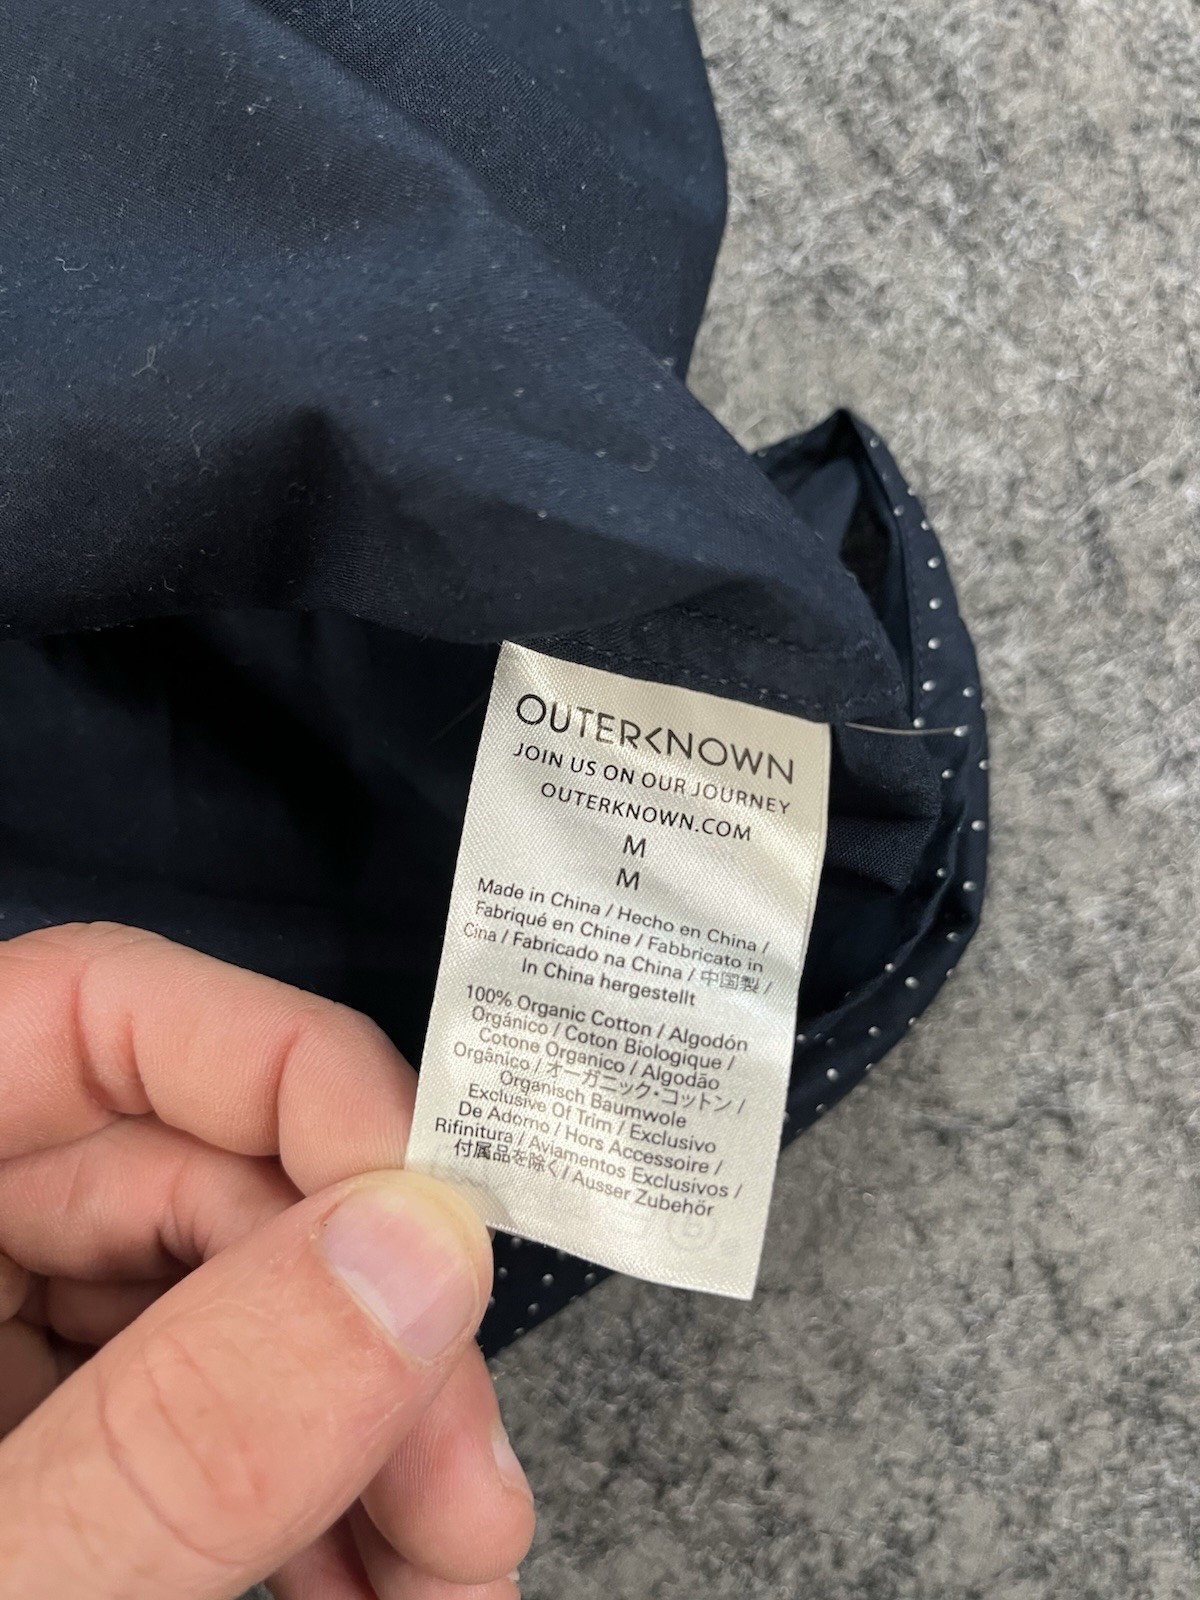 OUTERKNOWN
JOIN US ON OUR JOURNEY
OUTERKNOWN.COM
M
M
Made in China / Hecho en China /
Fabriqué en Chine / Fabbricato in
Cina / Fabricado na China / 中国製 /
In China hergestellt
100% Organic Cotton / Algodón
Orgánico / Coton Biologique /
Cotone Organico / Algodão
Orgânico / オーガニック・コットン /
Organisch Baumwole
Exclusive Of Trim / Exclusivo
De Adorno / Hors Accessoire /
Rifinitura / Aviamentos Exclusivos /
付属品を除く / Ausser Zubehör